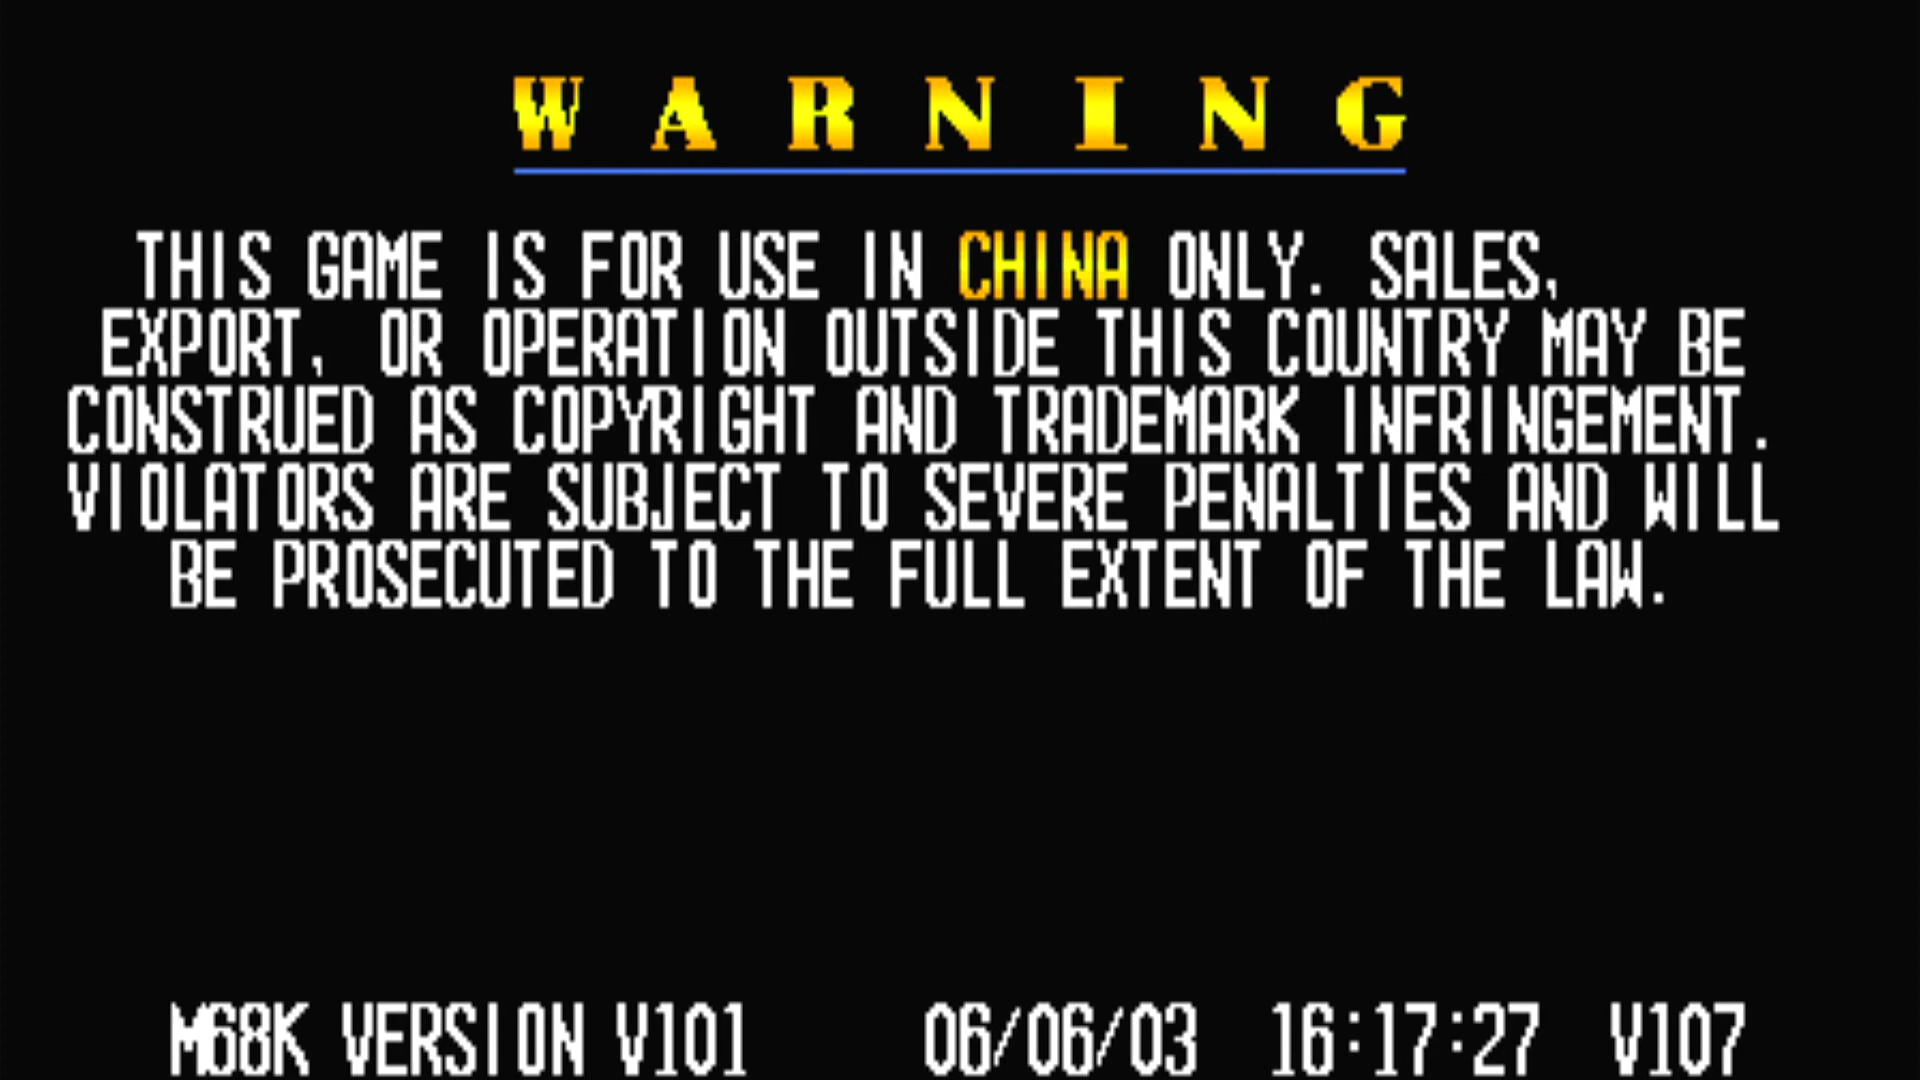 WARNING
THIS GAME IS FOR USE IN CHINA ONLY. SALES,
EXPORT, OR OPERATION OUTSIDE THIS COUNTRY MAY BE
CONSTRUED AS COPYRIGHT AND TRADEMARK INFRINGEMENT.
VIOLATORS ARE SUBJECT TO SEVERE PENALTIES AND WILL
BE PROSECUTED TO THE FULL EXTENT OF THE LAW.
M68K VERSION V101 06/06/03 16:17:27 V107